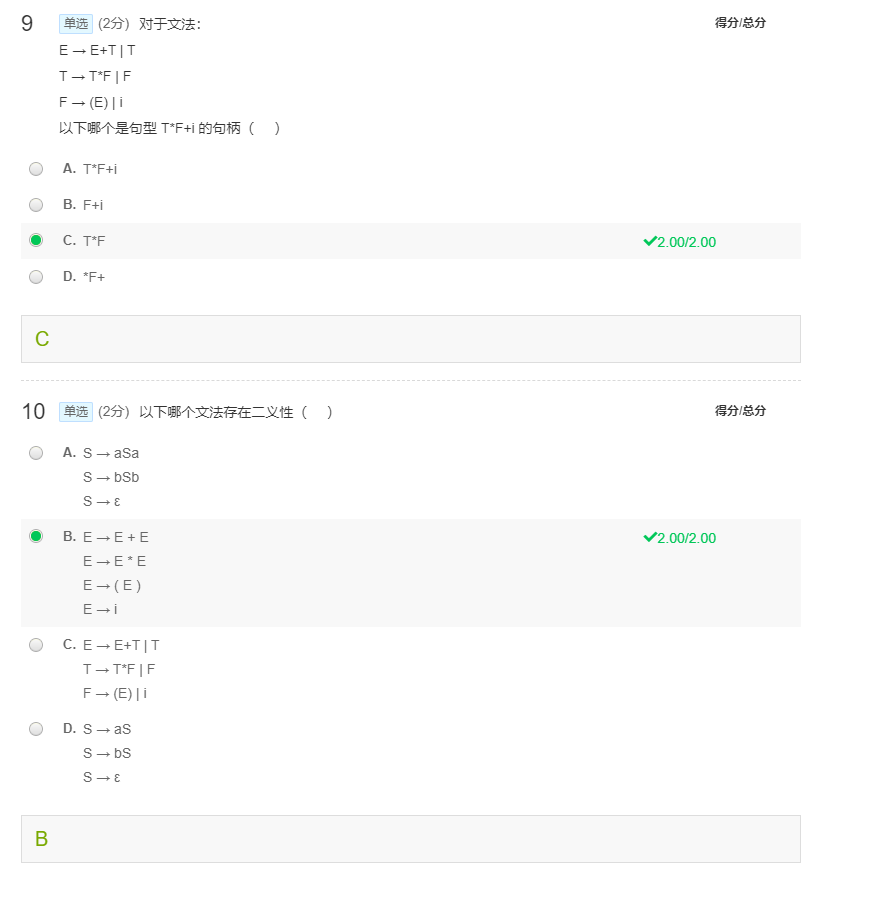 9 单选 (2分) 对于文法: 得分/总分
E → E+T | T
T → T*F | F
F → (E) | i
以下哪个是句型 T*F+i 的句柄 ( )
A. T*F+i
B. F+i
C. T*F 2.00/2.00
D. *F+
C
10 单选 (2分) 以下哪个文法存在二义性 ( ) 得分/总分
A. S → aSa
S → bSb
S → ε
B. E → E + E 2.00/2.00
E → E * E
E → ( E )
E → i
C. E → E+T | T
T → T*F | F
F → (E) | i
D. S → aS
S → bS
S → ε
B